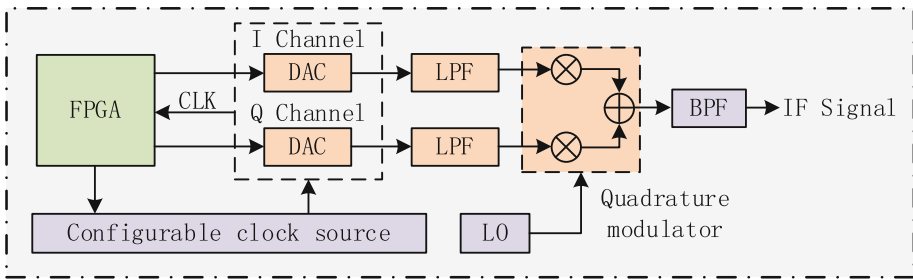 I Channel
DAC
LPF
FPGA
CLK
Q Channel
BPF
IF Signal
DAC
LPF
Quadrature
modulator
Configurable clock source
LO